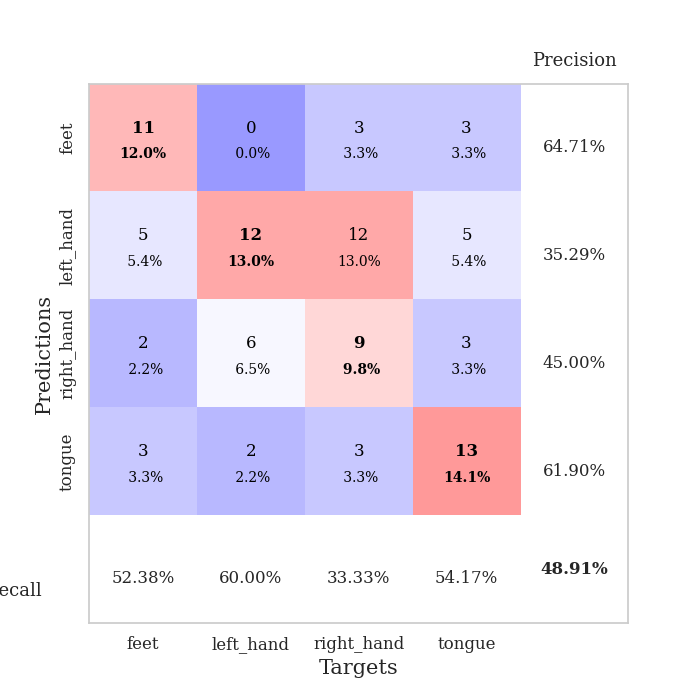 Precision
feet
11 0 3 3
12.0% 0.0% 3.3% 3.3%
64.71%
left_hand
5 12 12 5
5.4% 13.0% 13.0% 5.4%
35.29%
Predictions
right_hand
2 6 9 3
2.2% 6.5% 9.8% 3.3%
45.00%
tongue
3 2 3 13
3.3% 2.2% 3.3% 14.1%
61.90%
ecall
52.38% 60.00% 33.33% 54.17% 48.91%
feet left_hand right_hand tongue
Targets